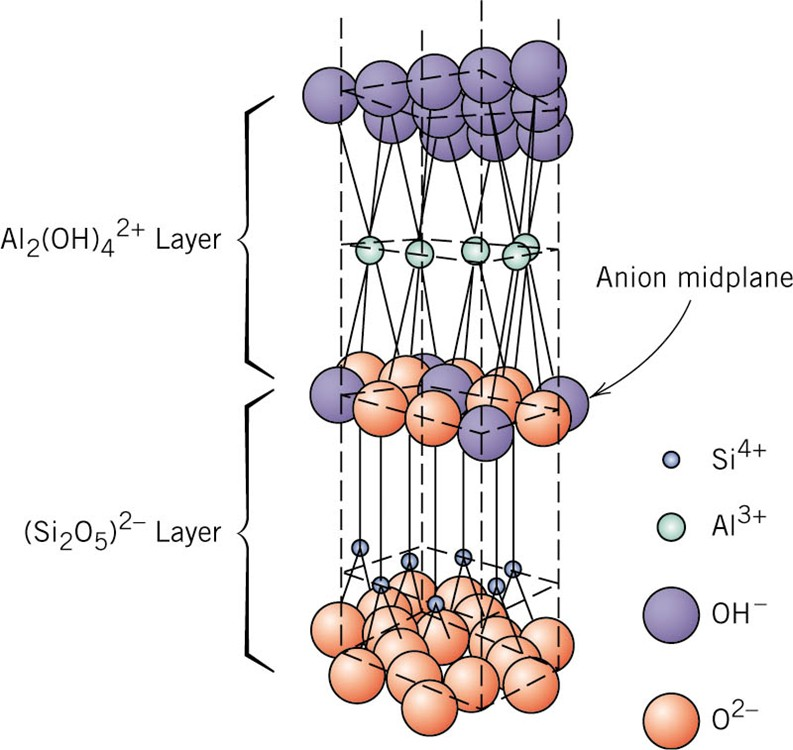 Al₂(OH)₄²⁺ Layer
Anion midplane
(Si₂O₅)²⁻ Layer
Si⁴⁺
Al³⁺
OH⁻
O²⁻